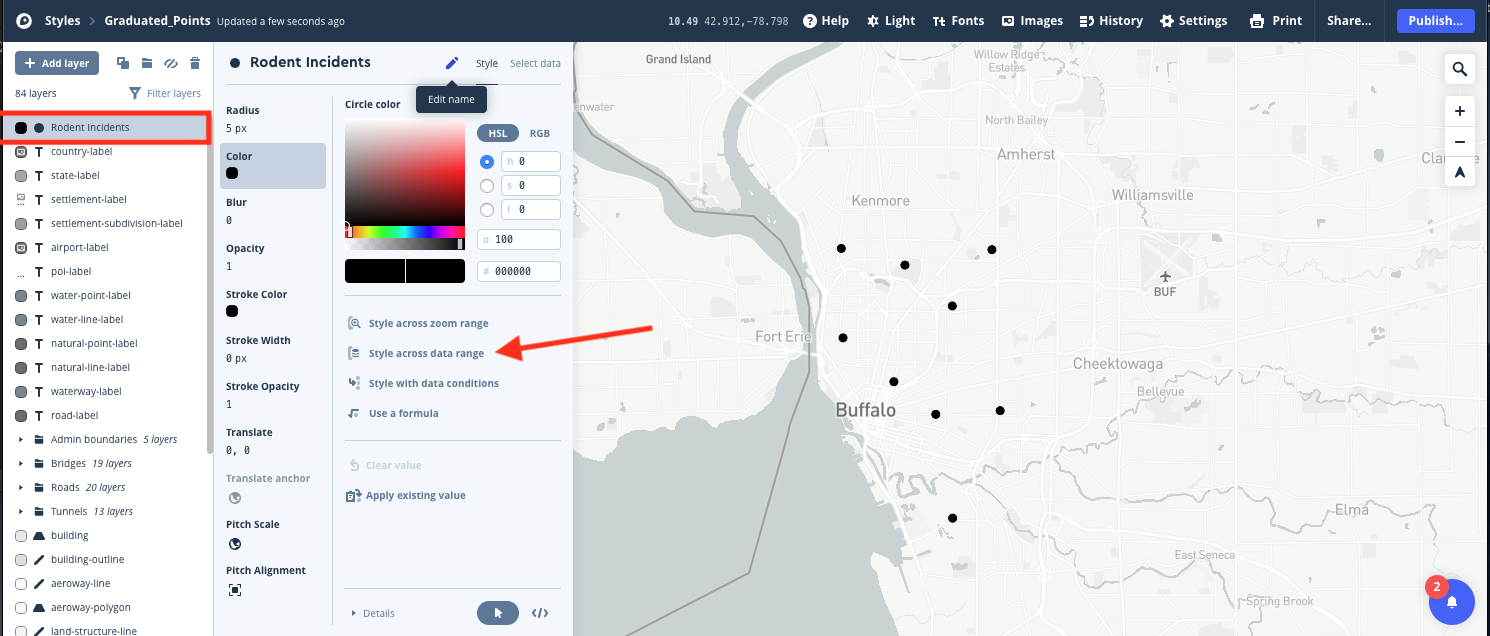 Styles > Graduated_Points Updated a few seconds ago 10.49 42.912,-78.798 Help Light Fonts Images History Settings Print Share... Publish...
+ Add layer
84 layers Filter layers
Rodent Incidents
country-label
state-label
settlement-label
settlement-subdivision-label
airport-label
poi-label
water-point-label
water-line-label
natural-point-label
natural-line-label
waterway-label
road-label
Admin boundaries 5 layers
Bridges 19 layers
Roads 20 layers
Tunnels 13 layers
building
building-outline
aeroway-line
aeroway-polygon
land-structure-line
Rodent Incidents Style Select data
Edit name
Radius
5 px
Color
Blur
0
Opacity
1
Stroke Color
Stroke Width
0 px
Stroke Opacity
1
Translate
0, 0
Translate anchor
Pitch Scale
Pitch Alignment
Circle color
HSL RGB
h 0
s 0
l 0
a 100
# 000000
Style across zoom range
Style across data range
Style with data conditions
Use a formula
Clear value
Apply existing value
Details </>
Grand Island
Willow Ridge
Estates
enwater
North Bailey
Amherst
Williamsville
Kenmore
BUF
Fort Erie
Cheektowaga
Bellevue
Buffalo
Elma
East Seneca
Spring Brook
+
−
2